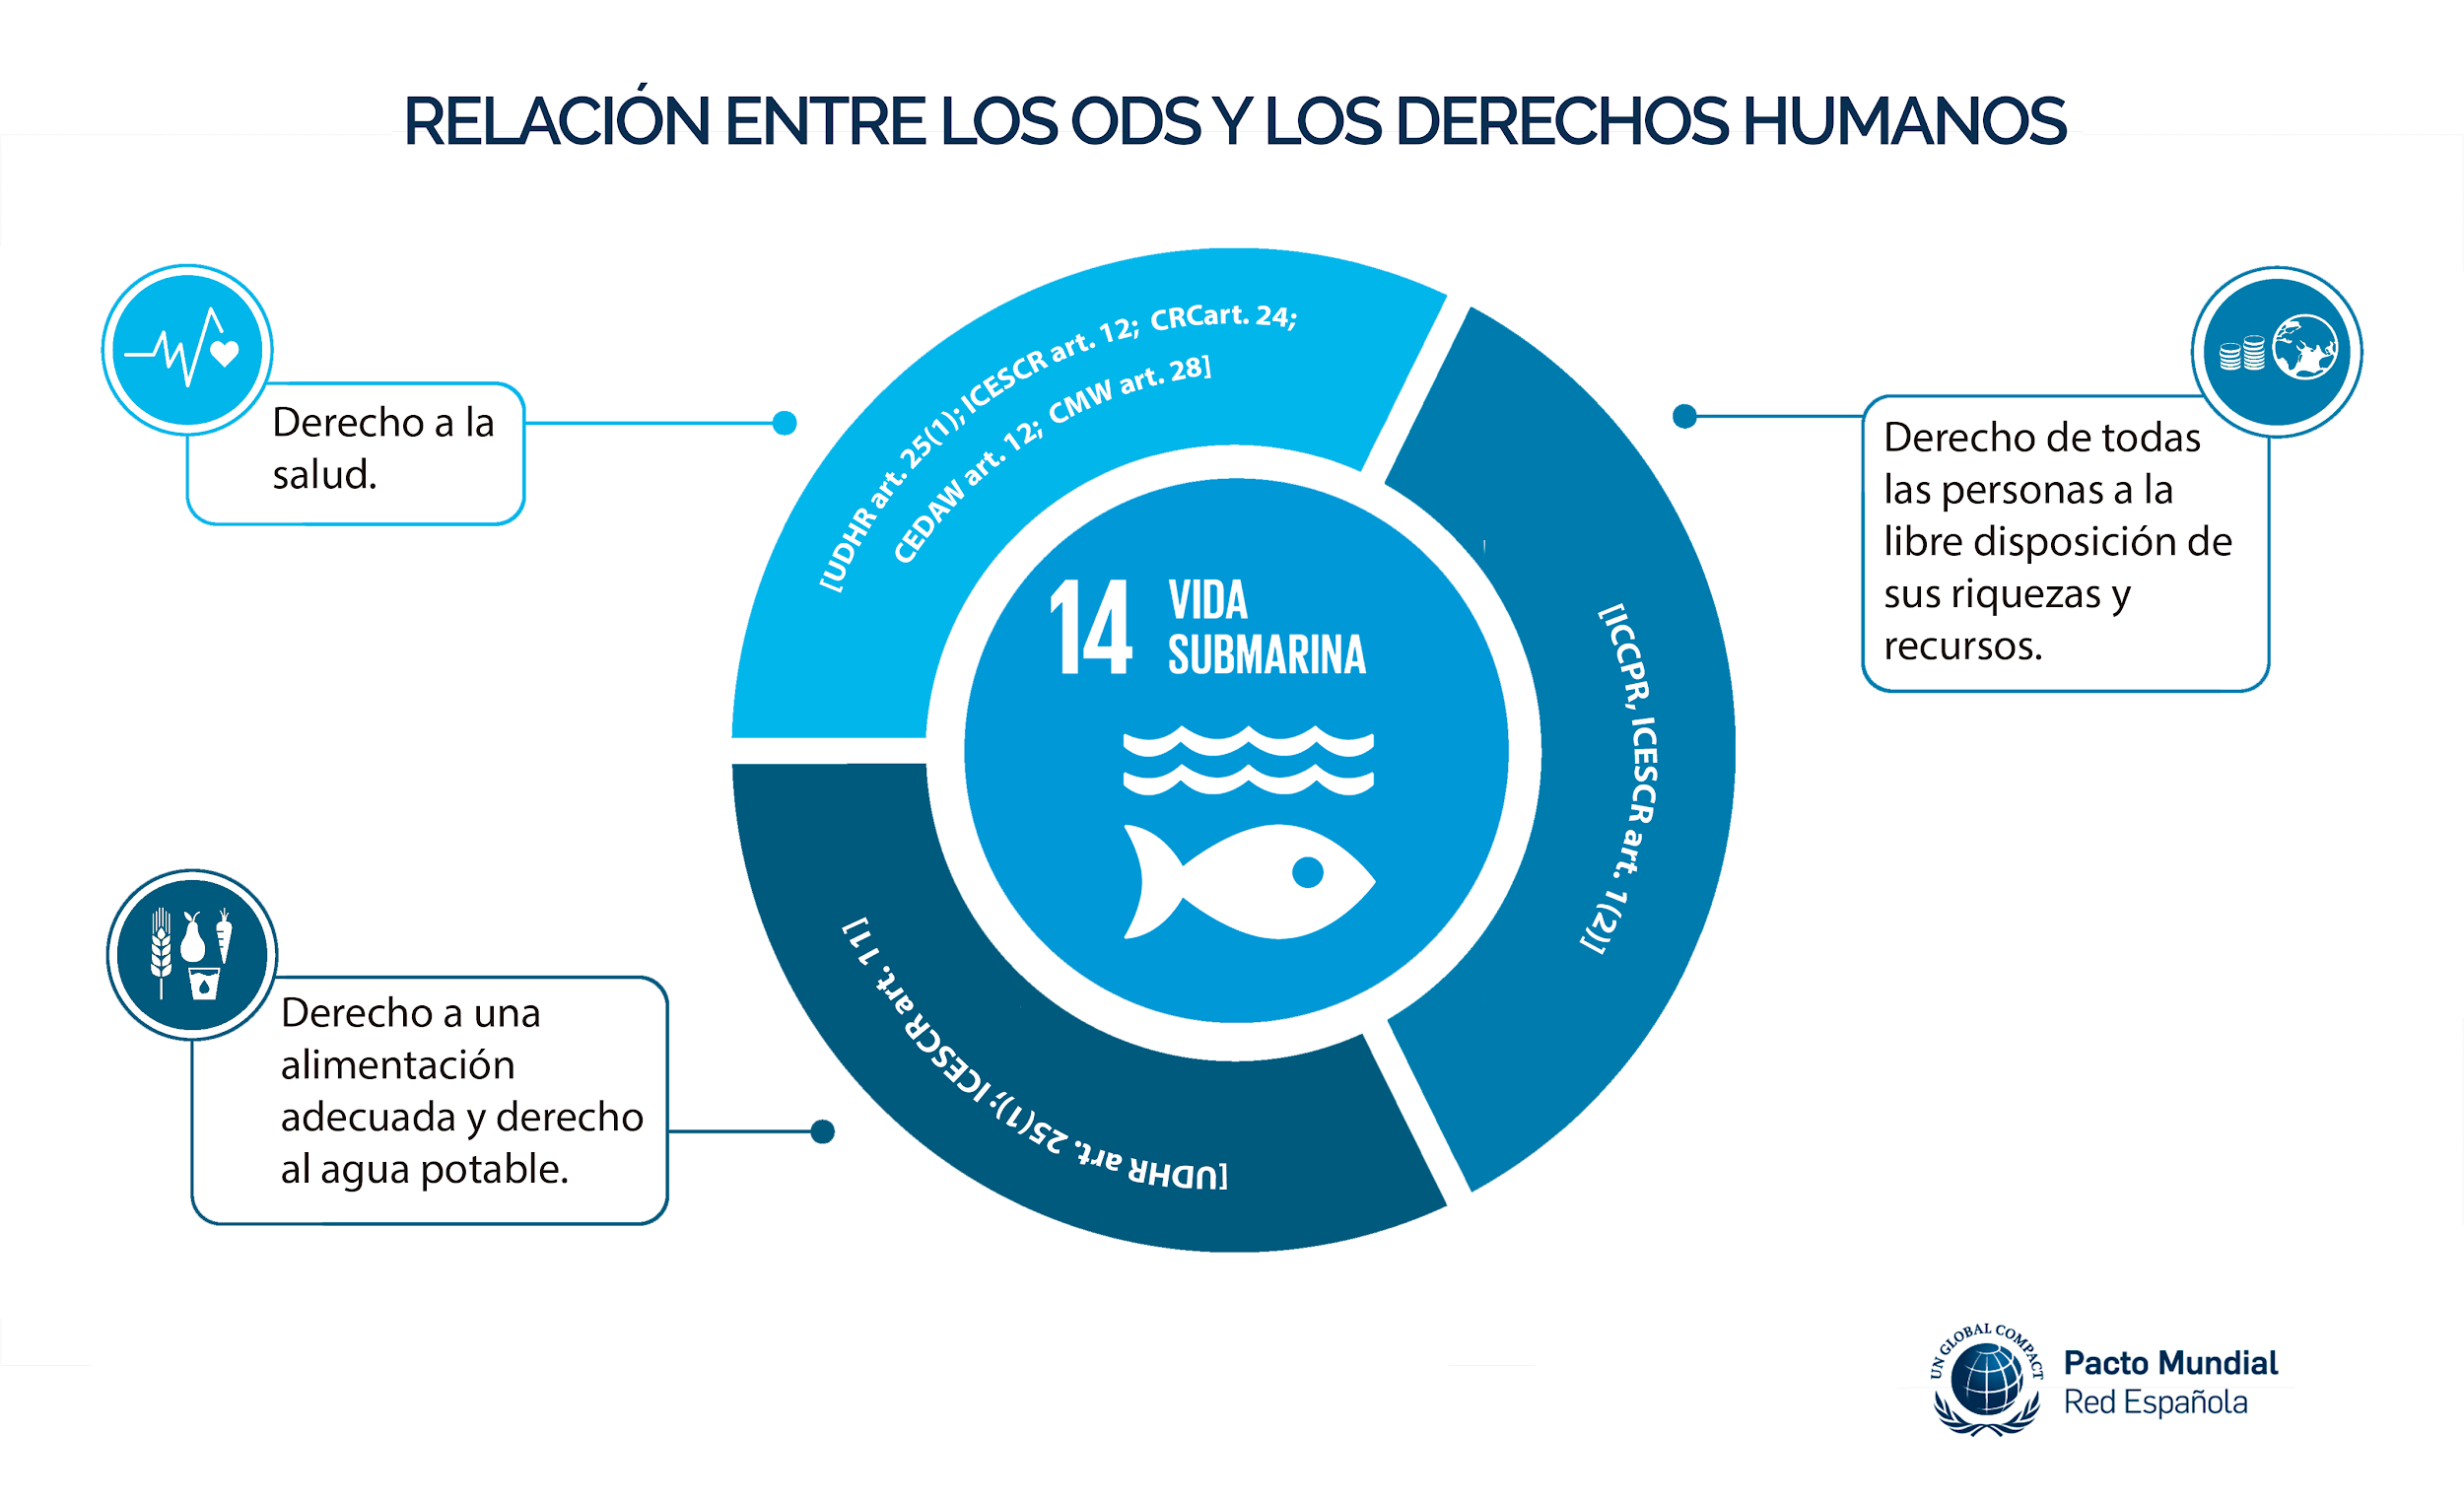 RELACIÓN ENTRE LOS ODS Y LOS DERECHOS HUMANOS
Derecho a la
salud.
[UDHR art. 25(1); ICESCR art. 12; CRCart. 24;
CEDAW art. 12; CMW art. 28]
Derecho de todas
las personas a la
libre disposición de
sus riquezas y
recursos.
[ICCPR, ICESCR art. 1(2)]
14 VIDA
SUBMARINA
Derecho a una
alimentación
adecuada y derecho
al agua potable.
[UDHR art. 25(1); ICESCR art. 11]
UN GLOBAL COMPACT
Pacto Mundial
Red Española